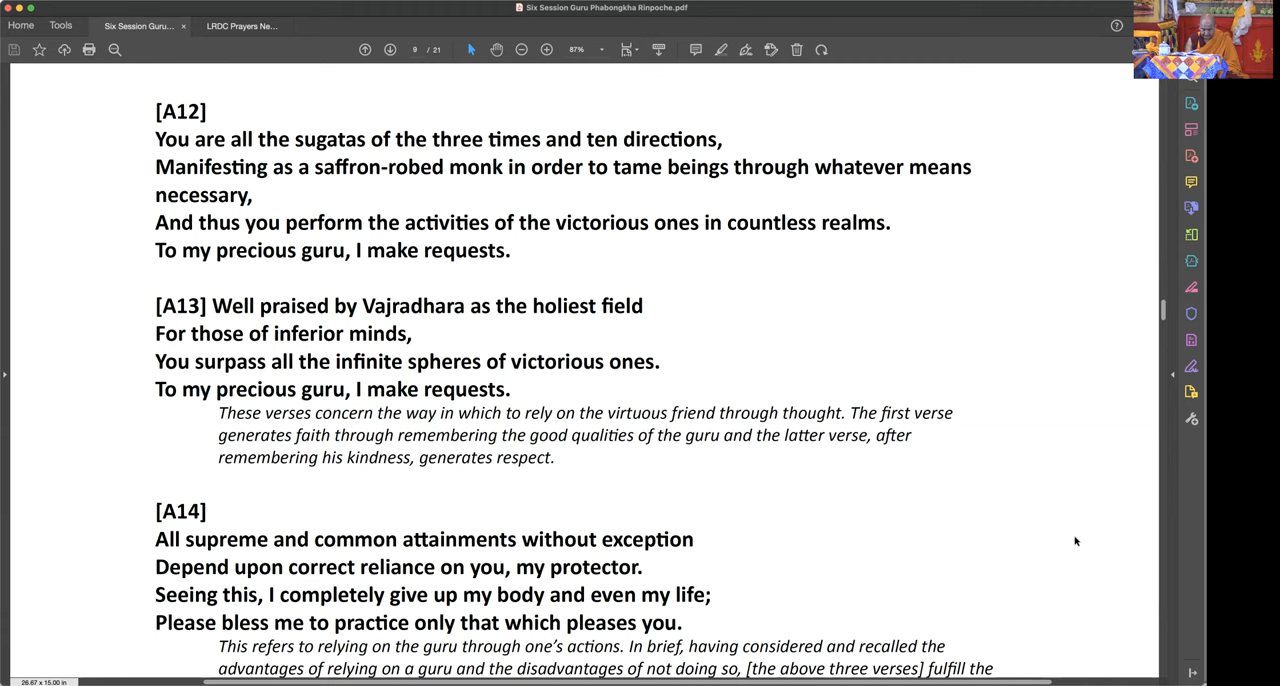 Six Session Guru Phabongkha Rinpoche.pdf
Home Tools Six Session Guru... × LRDC Prayers Ne...
9 / 21 87%
[A12]
You are all the sugatas of the three times and ten directions,
Manifesting as a saffron-robed monk in order to tame beings through whatever means
necessary,
And thus you perform the activities of the victorious ones in countless realms.
To my precious guru, I make requests.
[A13] Well praised by Vajradhara as the holiest field
For those of inferior minds,
You surpass all the infinite spheres of victorious ones.
To my precious guru, I make requests.
These verses concern the way in which to rely on the virtuous friend through thought. The first verse
generates faith through remembering the good qualities of the guru and the latter verse, after
remembering his kindness, generates respect.
[A14]
All supreme and common attainments without exception
Depend upon correct reliance on you, my protector.
Seeing this, I completely give up my body and even my life;
Please bless me to practice only that which pleases you.
This refers to relying on the guru through one's actions. In brief, having considered and recalled the
advantages of relying on a guru and the disadvantages of not doing so, [the above three verses] fulfill the
26.67 x 15.00 in